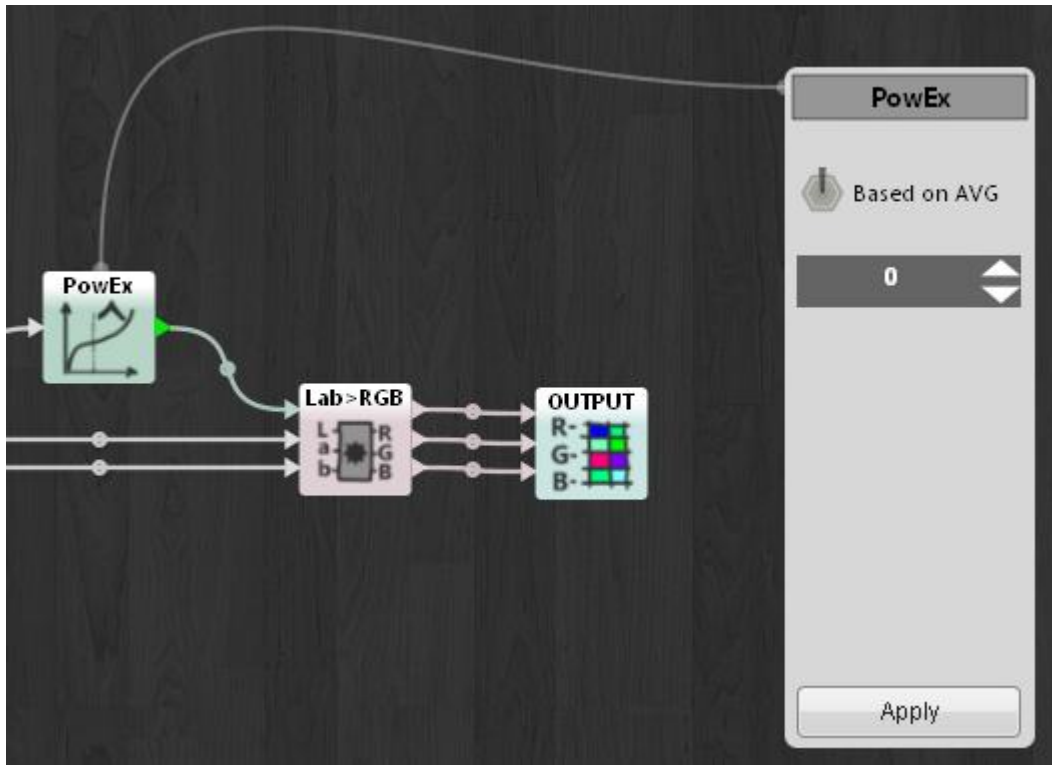 PowEx
Based on AVG
0
PowEx
Lab>RGB
L R
a G
b B
OUTPUT
R-
G-
B-
Apply